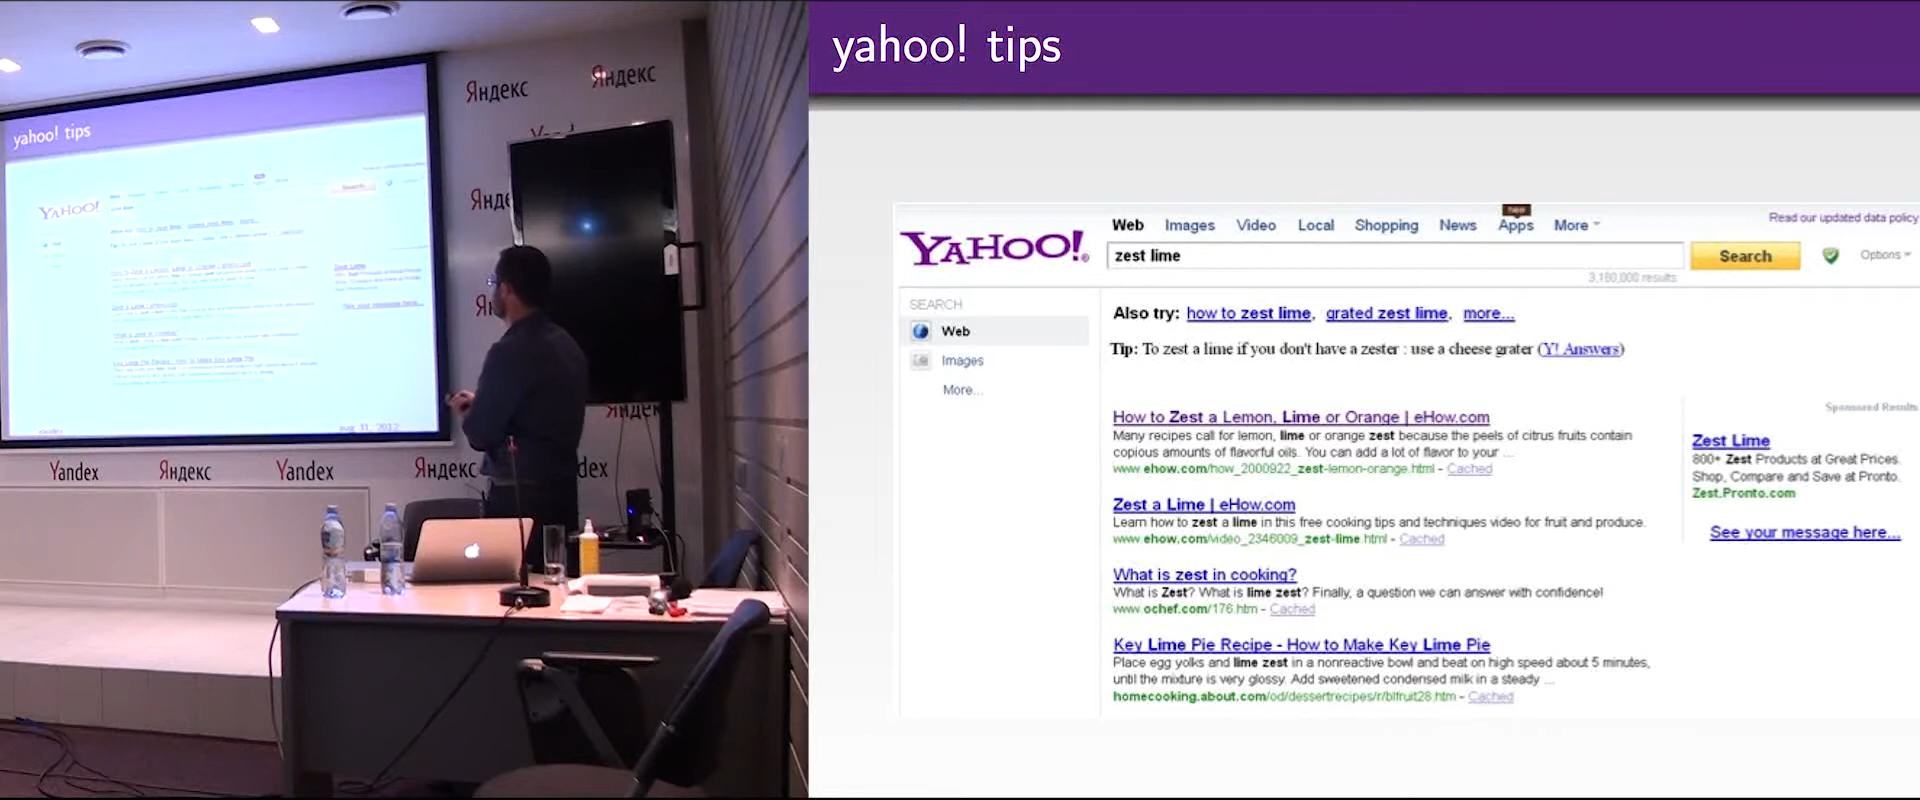 yahoo! tips
Яндекс
Яндекс
yahoo! tips
YAHOO!
aug 31, 2012
Yandex
Яндекс
Yandex
Яндекс
Яндекс
dex
YAHOO!
Web Images Video Local Shopping News Apps More
New
Read our updated data policy
zest lime
Search
Options
3,180,000 results
SEARCH
Web
Images
More...
Also try: how to zest lime, grated zest lime, more...
Tip: To zest a lime if you don't have a zester : use a cheese grater (Y! Answers)
How to Zest a Lemon, Lime or Orange | eHow.com
Many recipes call for lemon, lime or orange zest because the peels of citrus fruits contain
copious amounts of flavorful oils. You can add a lot of flavor to your ...
www.ehow.com/how_2000922_zest-lemon-orange.html - Cached
Zest a Lime | eHow.com
Learn how to zest a lime in this free cooking tips and techniques video for fruit and produce.
www.ehow.com/video_2346009_zest-lime.html - Cached
What is zest in cooking?
What is Zest? What is lime zest? Finally, a question we can answer with confidence!
www.ochef.com/176.htm - Cached
Key Lime Pie Recipe - How to Make Key Lime Pie
Place egg yolks and lime zest in a nonreactive bowl and beat on high speed about 5 minutes,
until the mixture is very glossy. Add sweetened condensed milk in a steady ...
homecooking.about.com/od/dessertrecipes/r/blfruit28.htm - Cached
Sponsored Results
Zest Lime
800+ Zest Products at Great Prices.
Shop, Compare and Save at Pronto.
Zest.Pronto.com
See your message here...